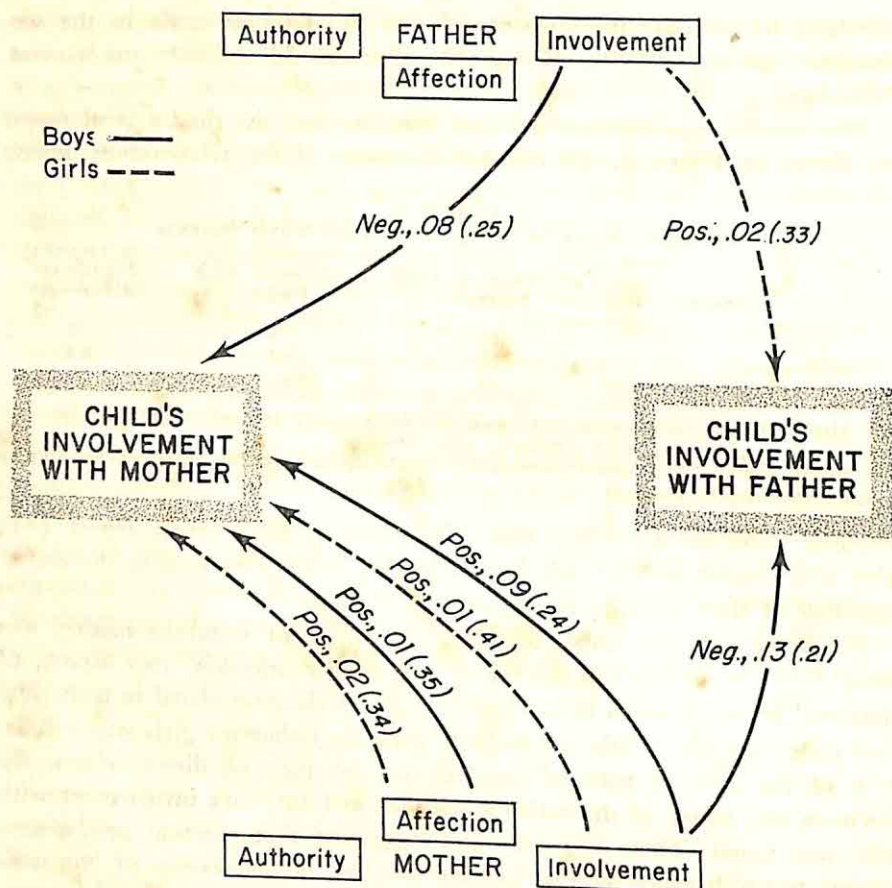 Authority FATHER Involvement
Affection
Boys
Girls
Neg., .08 (.25)
Pos., .02 (.33)
CHILD'S
INVOLVEMENT
WITH MOTHER
CHILD'S
INVOLVEMENT
WITH FATHER
Pos., .09 (.24)
Pos., .01 (.41)
Pos., .01 (.35)
Pos., .02 (.34)
Neg., .13 (.21)
Affection
Authority MOTHER Involvement